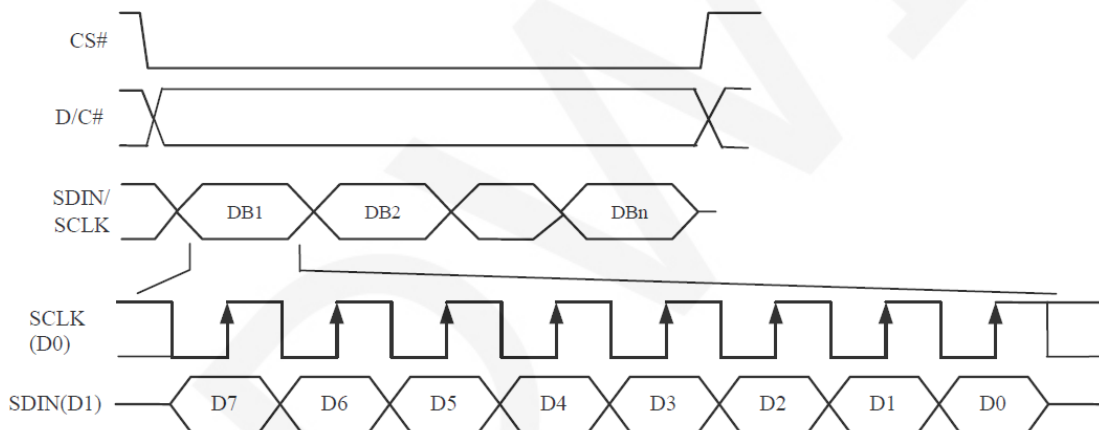 CS#
D/C#
SDIN/
SCLK
DB1 DB2 DBn
SCLK
(D0)
SDIN(D1) D7 D6 D5 D4 D3 D2 D1 D0